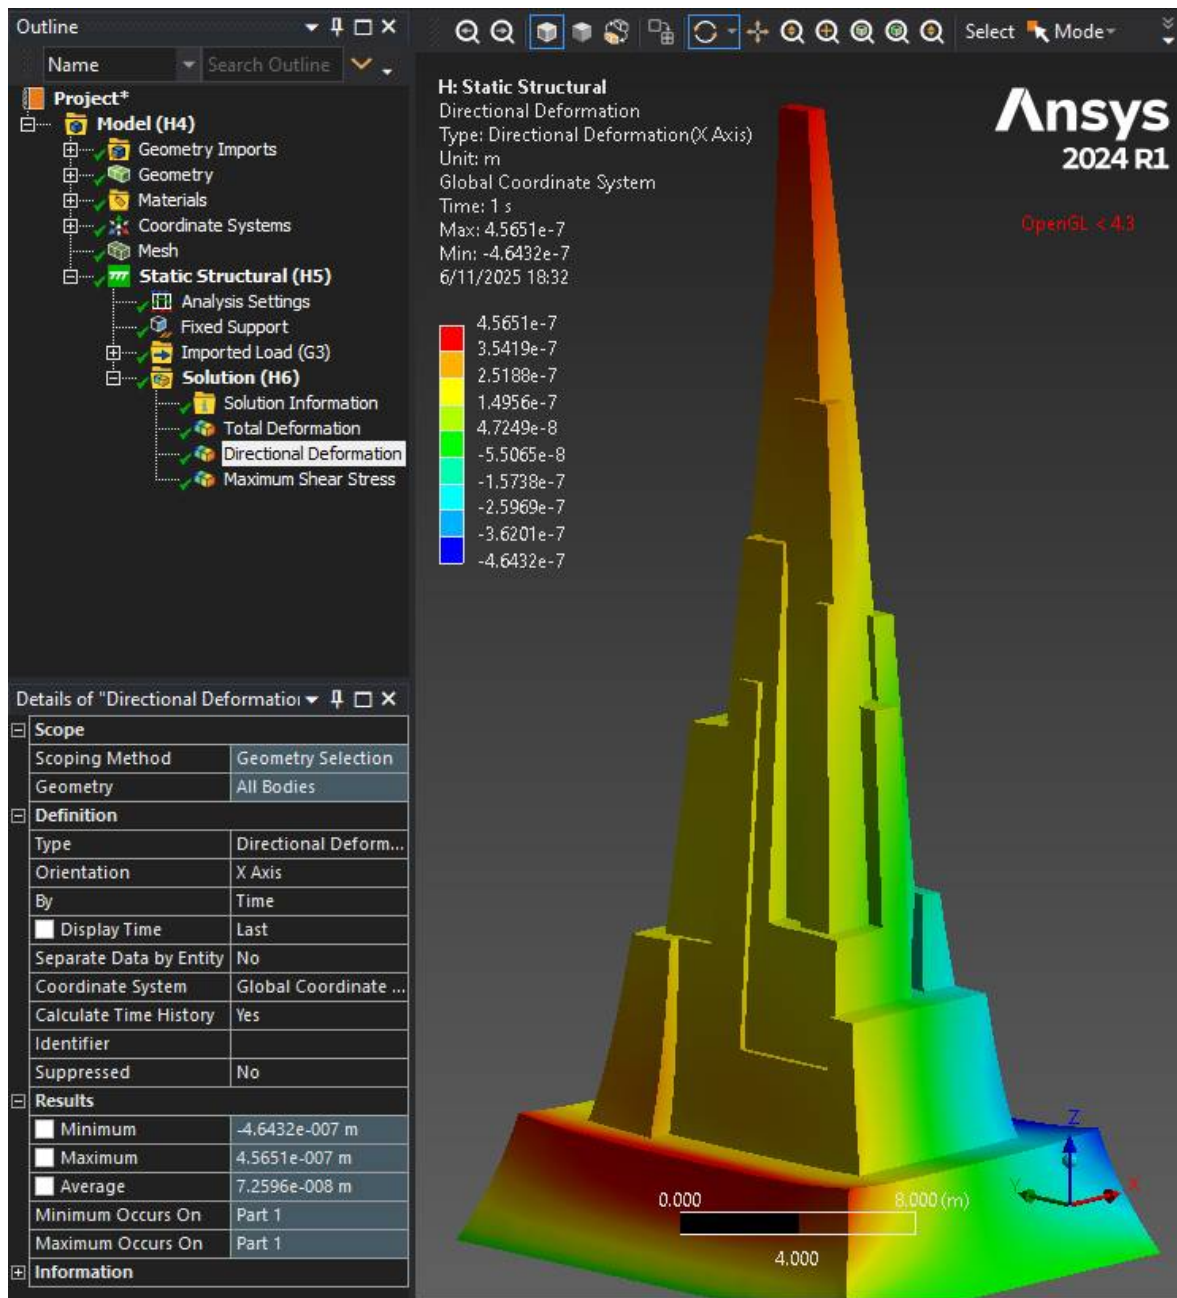 Outline
Name Search Outline
Project*
Model (H4)
Geometry Imports
Geometry
Materials
Coordinate Systems
Mesh
Static Structural (H5)
Analysis Settings
Fixed Support
Imported Load (G3)
Solution (H6)
Solution Information
Total Deformation
Directional Deformation
Maximum Shear Stress
Details of "Directional Deformation
Scope
Scoping Method Geometry Selection
Geometry All Bodies
Definition
Type Directional Deform...
Orientation X Axis
By Time
Display Time Last
Separate Data by Entity No
Coordinate System Global Coordinate ...
Calculate Time History Yes
Identifier
Suppressed No
Results
Minimum -4.6432e-007 m
Maximum 4.5651e-007 m
Average 7.2596e-008 m
Minimum Occurs On Part 1
Maximum Occurs On Part 1
Information
Select Mode
H: Static Structural
Directional Deformation
Type: Directional Deformation(X Axis)
Unit: m
Global Coordinate System
Time: 1 s
Max: 4.5651e-7
Min: -4.6432e-7
6/11/2025 18:32
4.5651e-7
3.5419e-7
2.5188e-7
1.4956e-7
4.7249e-8
-5.5065e-8
-1.5738e-7
-2.5969e-7
-3.6201e-7
-4.6432e-7
Ansys
2024 R1
OpenGL < 4.3
0.000 8.000 (m)
4.000
Z
Y
X